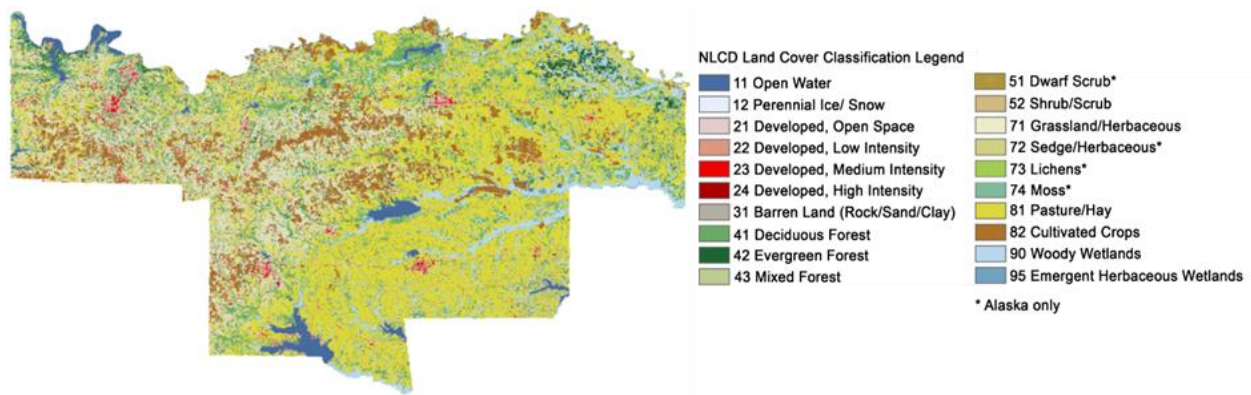 NLCD Land Cover Classification Legend
11 Open Water
12 Perennial Ice/ Snow
21 Developed, Open Space
22 Developed, Low Intensity
23 Developed, Medium Intensity
24 Developed, High Intensity
31 Barren Land (Rock/Sand/Clay)
41 Deciduous Forest
42 Evergreen Forest
43 Mixed Forest
51 Dwarf Scrub*
52 Shrub/Scrub
71 Grassland/Herbaceous
72 Sedge/Herbaceous*
73 Lichens*
74 Moss*
81 Pasture/Hay
82 Cultivated Crops
90 Woody Wetlands
95 Emergent Herbaceous Wetlands
* Alaska only